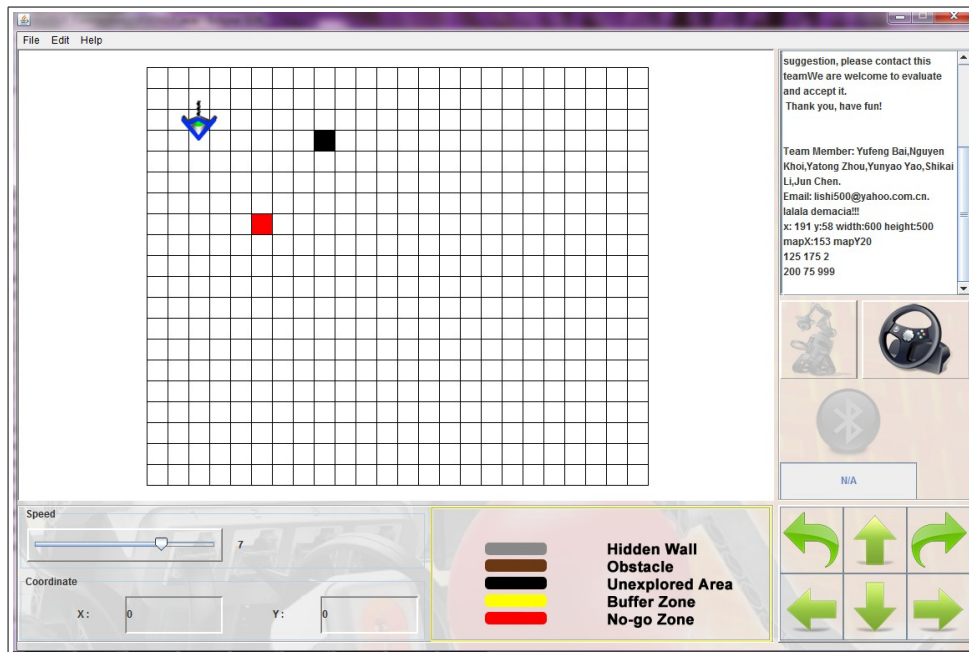 File Edit Help
suggestion, please contact this
teamWe are welcome to evaluate
and accept it.
Thank you, have fun!
Team Member: Yufeng Bai,Nguyen
Khoi,Yatong Zhou,Yunyao Yao,Shikai
Li,Jun Chen.
Email: lishi500@yahoo.com.cn.
lalala demacia!!!
x: 191 y:58 width:600 height:500
mapX:153 mapY20
125 175 2
200 75 999
N/A
Speed
7
Coordinate
X: 0 Y: 0
Hidden Wall
Obstacle
Unexplored Area
Buffer Zone
No-go Zone